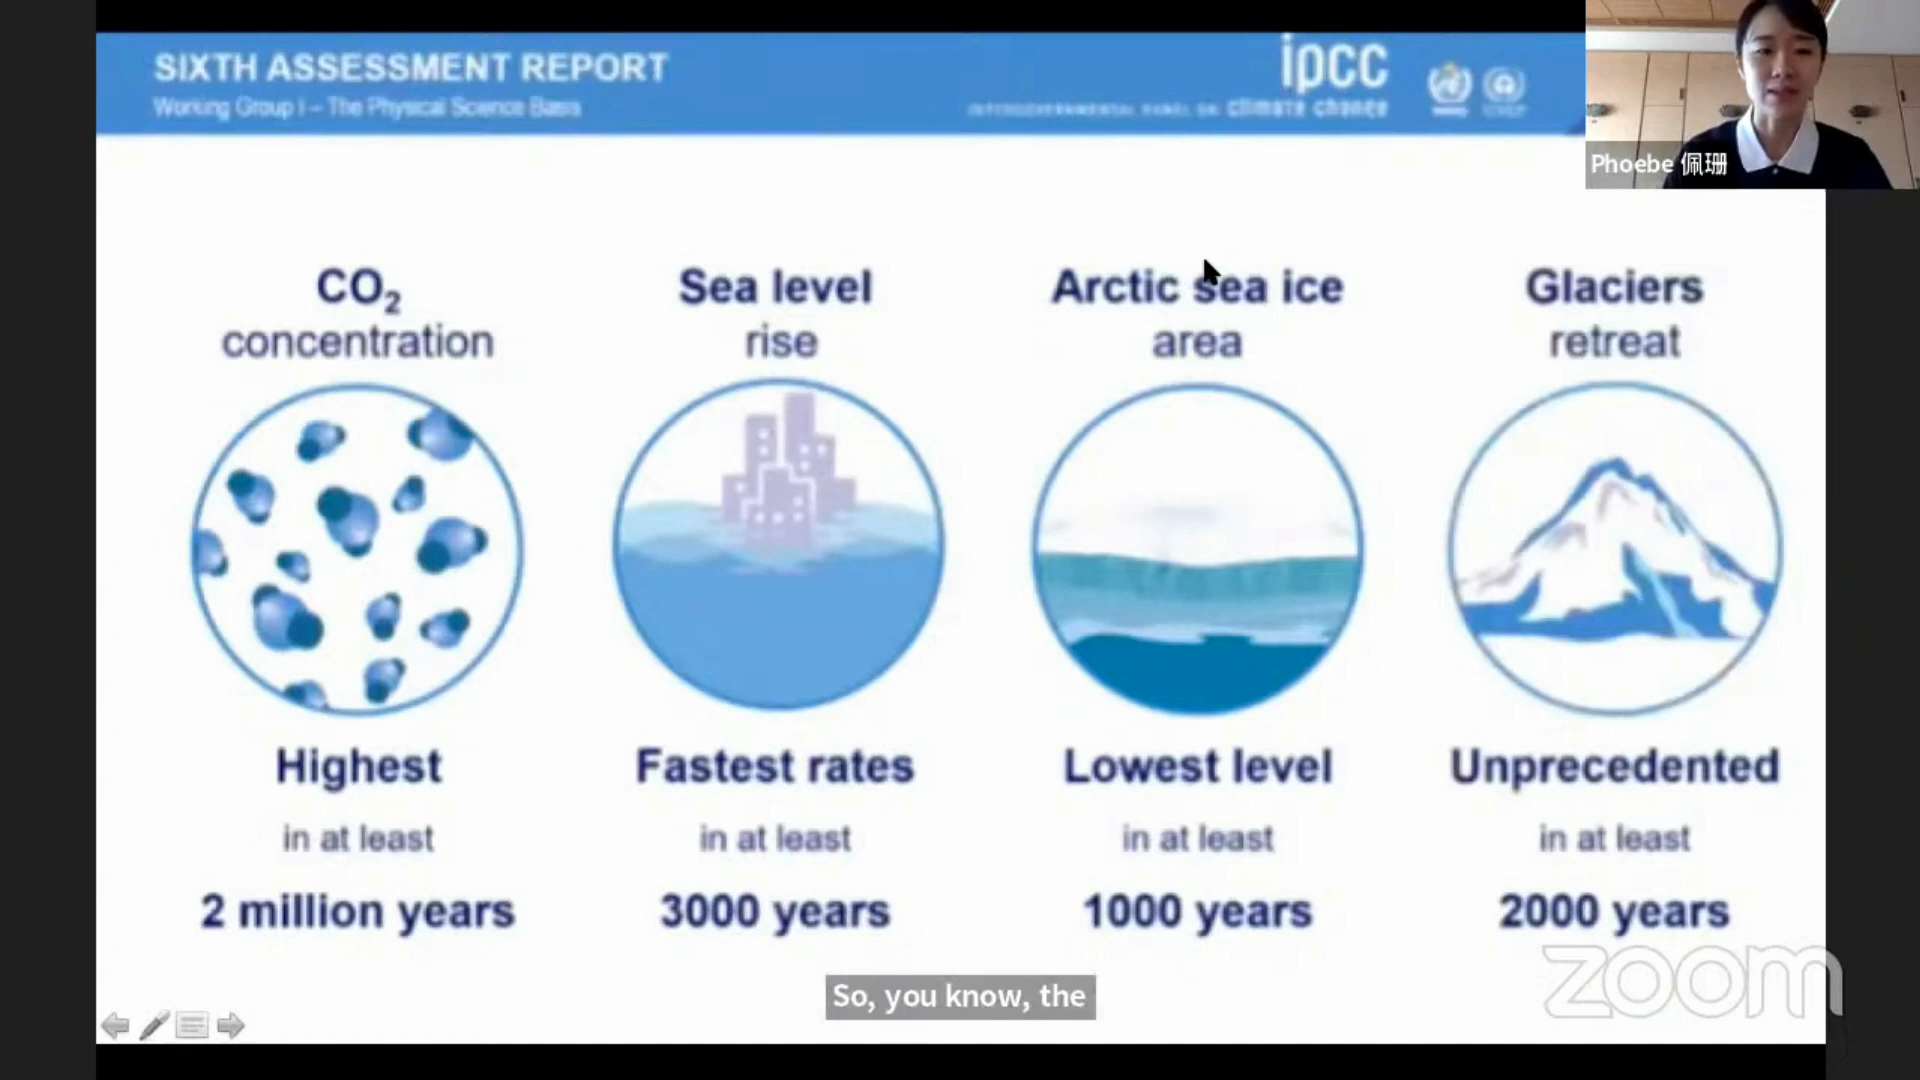 SIXTH ASSESSMENT REPORT
Working Group I – The Physical Science Basis
ipcc
INTERGOVERNMENTAL PANEL ON climate change
Phoebe 佩珊
CO₂
concentration
Sea level
rise
Arctic sea ice
area
Glaciers
retreat
Highest
in at least
2 million years
Fastest rates
in at least
3000 years
Lowest level
in at least
1000 years
Unprecedented
in at least
2000 years
So, you know, the
zoom